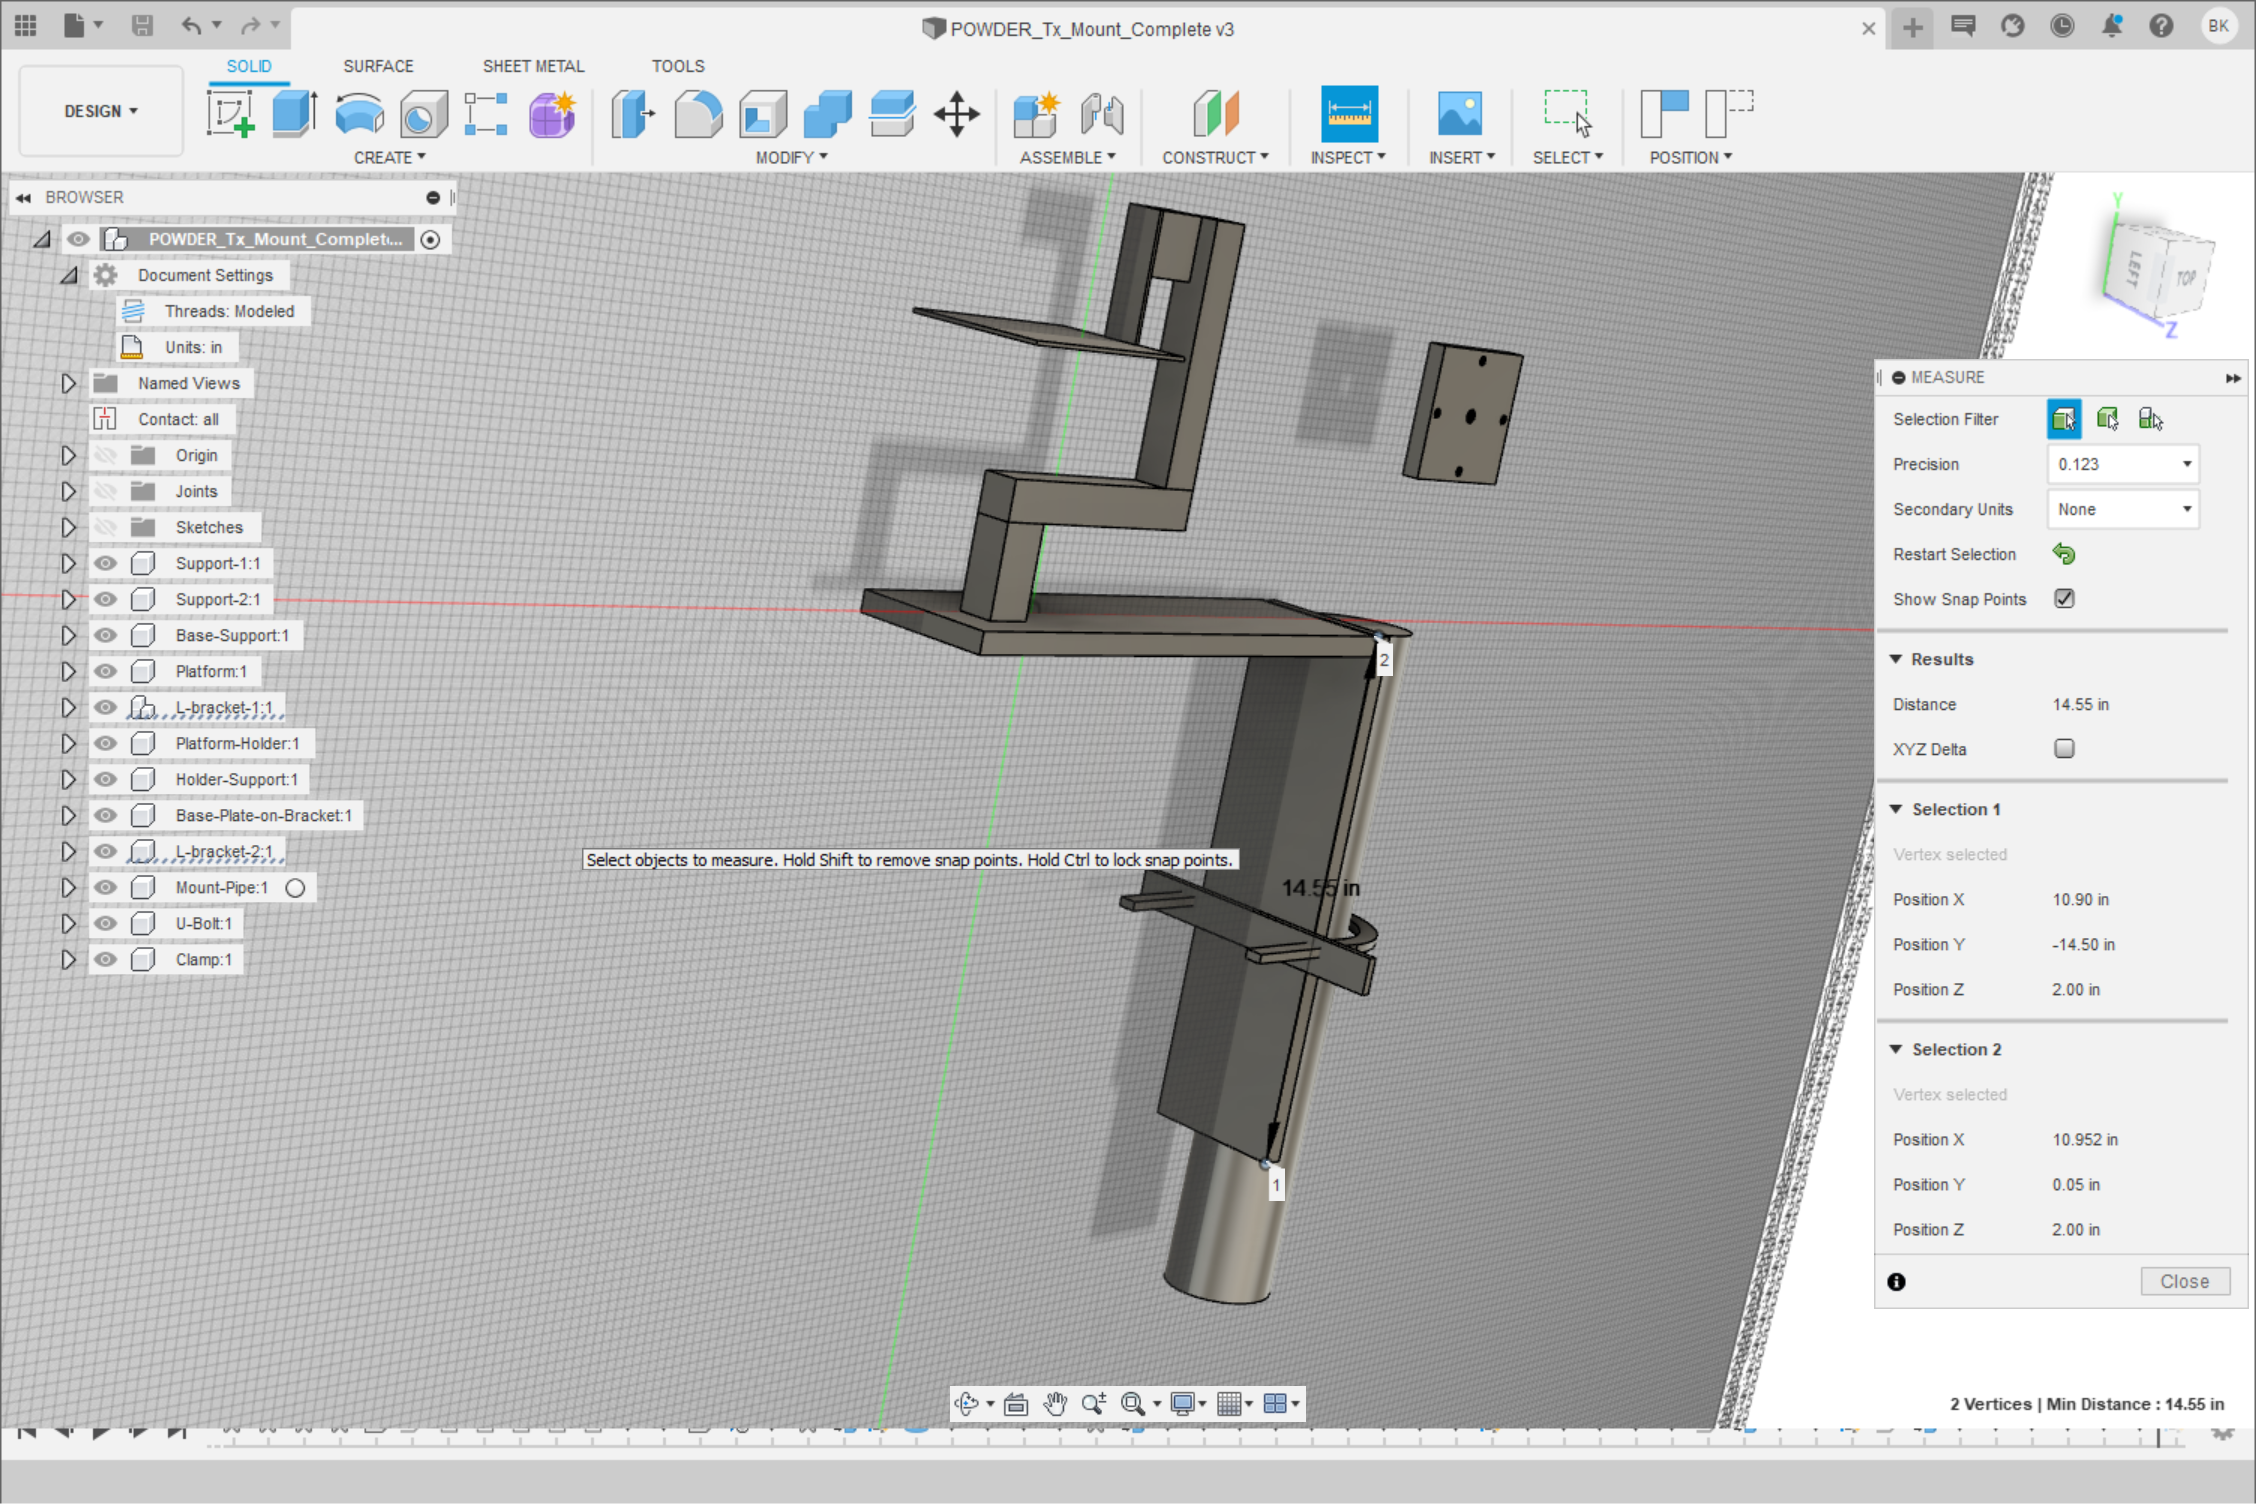 POWDER_Tx_Mount_Complete v3
BK
SOLID
SURFACE
SHEET METAL
TOOLS
DESIGN
CREATE
MODIFY
ASSEMBLE
CONSTRUCT
INSPECT
INSERT
SELECT
POSITION
BROWSER
POWDER_Tx_Mount_Complet...
Document Settings
Threads: Modeled
Units: in
Named Views
Contact: all
Origin
Joints
Sketches
Support-1:1
Support-2:1
Base-Support:1
Platform:1
L-bracket-1:1
Platform-Holder:1
Holder-Support:1
Base-Plate-on-Bracket:1
L-bracket-2:1
Mount-Pipe:1
U-Bolt:1
Clamp:1
Y
LEFT
TOP
Z
2
Select objects to measure. Hold Shift to remove snap points. Hold Ctrl to lock snap points.
14.55 in
1
MEASURE
Selection Filter
Precision 0.123
Secondary Units None
Restart Selection
Show Snap Points
Results
Distance 14.55 in
XYZ Delta
Selection 1
Vertex selected
Position X 10.90 in
Position Y -14.50 in
Position Z 2.00 in
Selection 2
Vertex selected
Position X 10.952 in
Position Y 0.05 in
Position Z 2.00 in
Close
2 Vertices | Min Distance : 14.55 in